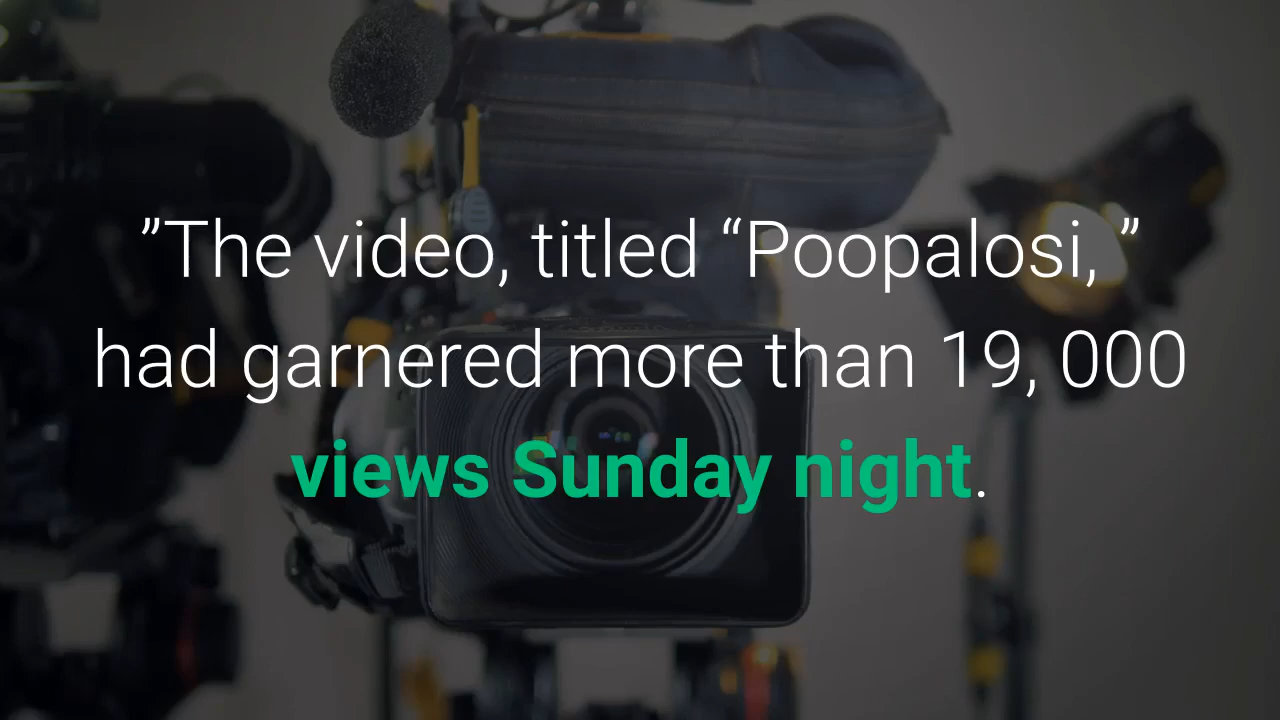 ”The video, titled “Poopalosi,”
had garnered more than 19, 000
views Sunday night.